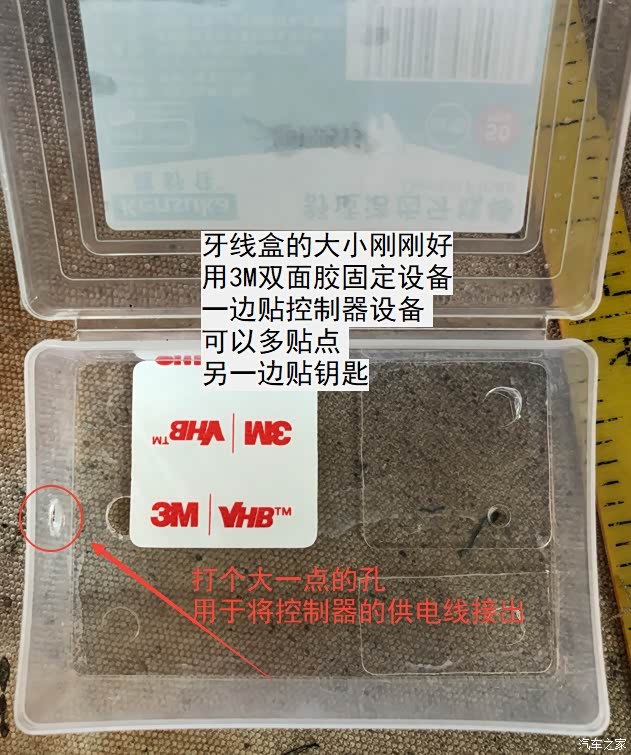 50
Kensuka
牙线盒的大小刚刚好
用3M双面胶固定设备
一边贴控制器设备
可以多贴点
另一边贴钥匙
3M
3M VHB™
3M VHB™
打个大一点的孔
用于将控制器的供电线接出
汽车之家